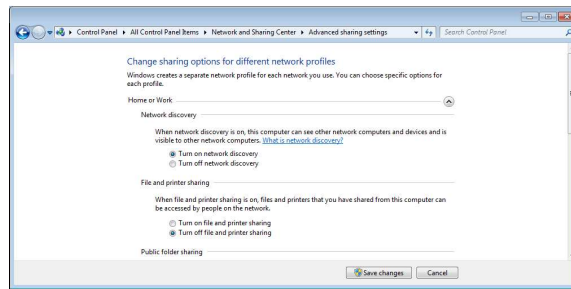 Control Panel ▸ All Control Panel Items ▸ Network and Sharing Center ▸ Advanced sharing settings
Search Control Panel
Change sharing options for different network profiles
Windows creates a separate network profile for each network you use. You can choose specific options for
each profile.
Home or Work
Network discovery
When network discovery is on, this computer can see other network computers and devices and is
visible to other network computers. What is network discovery?
Turn on network discovery
Turn off network discovery
File and printer sharing
When file and printer sharing is on, files and printers that you have shared from this computer can
be accessed by people on the network.
Turn on file and printer sharing
Turn off file and printer sharing
Public folder sharing
Save changes
Cancel